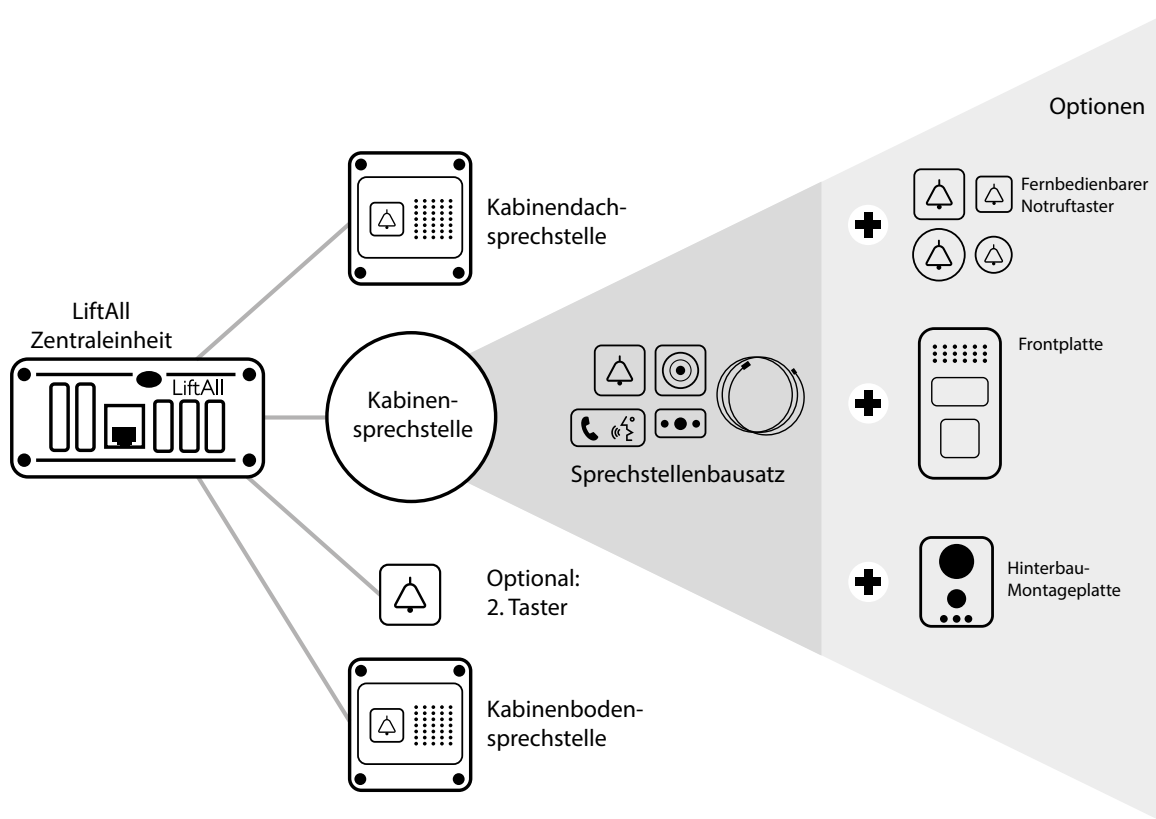 Optionen
Kabinendach-
sprechstelle
Fernbedienbarer
Notruftaster
LiftAll
Zentraleinheit
LiftAll
Kabinen-
sprechstelle
Sprechstellenbausatz
Frontplatte
Optional:
2. Taster
Hinterbau-
Montageplatte
Kabinenboden-
sprechstelle